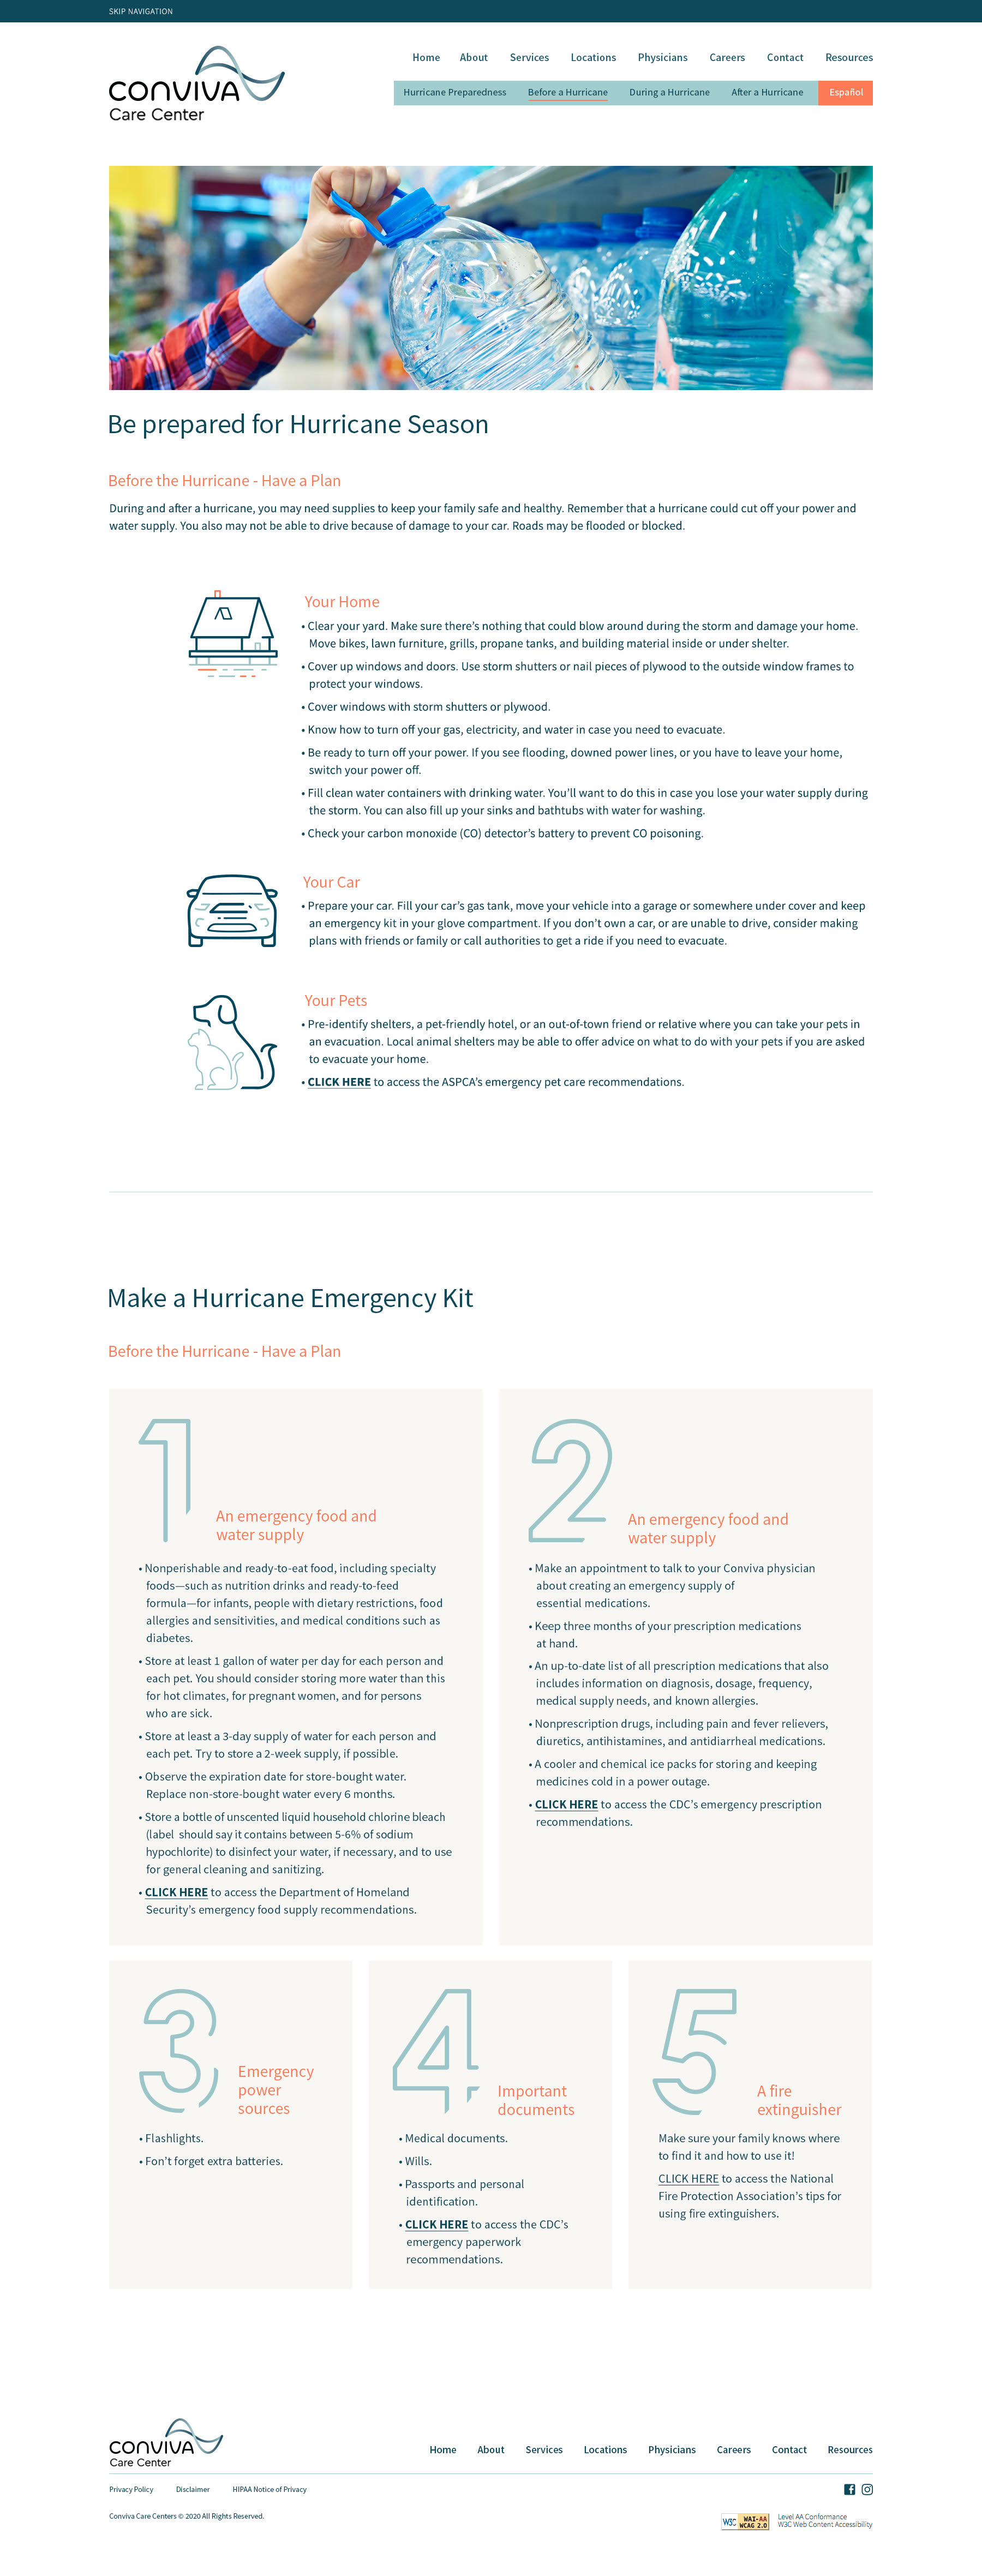 SKIP NAVIGATION
CONVIVA
Care Center
Home About Services Locations Physicians Careers Contact Resources
Hurricane Preparedness Before a Hurricane During a Hurricane After a Hurricane Español
Be prepared for Hurricane Season
Before the Hurricane - Have a Plan
During and after a hurricane, you may need supplies to keep your family safe and healthy. Remember that a hurricane could cut off your power and
water supply. You also may not be able to drive because of damage to your car. Roads may be flooded or blocked.
Your Home
• Clear your yard. Make sure there's nothing that could blow around during the storm and damage your home.
Move bikes, lawn furniture, grills, propane tanks, and building material inside or under shelter.
• Cover up windows and doors. Use storm shutters or nail pieces of plywood to the outside window frames to
protect your windows.
• Cover windows with storm shutters or plywood.
• Know how to turn off your gas, electricity, and water in case you need to evacuate.
• Be ready to turn off your power. If you see flooding, downed power lines, or you have to leave your home,
switch your power off.
• Fill clean water containers with drinking water. You'll want to do this in case you lose your water supply during
the storm. You can also fill up your sinks and bathtubs with water for washing.
• Check your carbon monoxide (CO) detector's battery to prevent CO poisoning.
Your Car
• Prepare your car. Fill your car's gas tank, move your vehicle into a garage or somewhere under cover and keep
an emergency kit in your glove compartment. If you don't own a car, or are unable to drive, consider making
plans with friends or family or call authorities to get a ride if you need to evacuate.
Your Pets
• Pre-identify shelters, a pet-friendly hotel, or an out-of-town friend or relative where you can take your pets in
an evacuation. Local animal shelters may be able to offer advice on what to do with your pets if you are asked
to evacuate your home.
• CLICK HERE to access the ASPCA's emergency pet care recommendations.
Make a Hurricane Emergency Kit
Before the Hurricane - Have a Plan
1
An emergency food and
water supply
• Nonperishable and ready-to-eat food, including specialty
foods—such as nutrition drinks and ready-to-feed
formula—for infants, people with dietary restrictions, food
allergies and sensitivities, and medical conditions such as
diabetes.
• Store at least 1 gallon of water per day for each person and
each pet. You should consider storing more water than this
for hot climates, for pregnant women, and for persons
who are sick.
• Store at least a 3-day supply of water for each person and
each pet. Try to store a 2-week supply, if possible.
• Observe the expiration date for store-bought water.
Replace non-store-bought water every 6 months.
• Store a bottle of unscented liquid household chlorine bleach
(label should say it contains between 5-6% of sodium
hypochlorite) to disinfect your water, if necessary, and to use
for general cleaning and sanitizing.
• CLICK HERE to access the Department of Homeland
Security's emergency food supply recommendations.
2
An emergency food and
water supply
• Make an appointment to talk to your Conviva physician
about creating an emergency supply of
essential medications.
• Keep three months of your prescription medications
at hand.
• An up-to-date list of all prescription medications that also
includes information on diagnosis, dosage, frequency,
medical supply needs, and known allergies.
• Nonprescription drugs, including pain and fever relievers,
diuretics, antihistamines, and antidiarrheal medications.
• A cooler and chemical ice packs for storing and keeping
medicines cold in a power outage.
• CLICK HERE to access the CDC's emergency prescription
recommendations.
3
Emergency
power
sources
• Flashlights.
• Fon't forget extra batteries.
4
Important
documents
• Medical documents.
• Wills.
• Passports and personal
identification.
• CLICK HERE to access the CDC's
emergency paperwork
recommendations.
5
A fire
extinguisher
Make sure your family knows where
to find it and how to use it!
CLICK HERE to access the National
Fire Protection Association's tips for
using fire extinguishers.
CONVIVA
Care Center
Home About Services Locations Physicians Careers Contact Resources
Privacy Policy Disclaimer HIPAA Notice of Privacy
Conviva Care Centers © 2020 All Rights Reserved.
W3C WAI-AA
WCAG 2.0
Level AA Conformance
W3C Web Content Accessibility